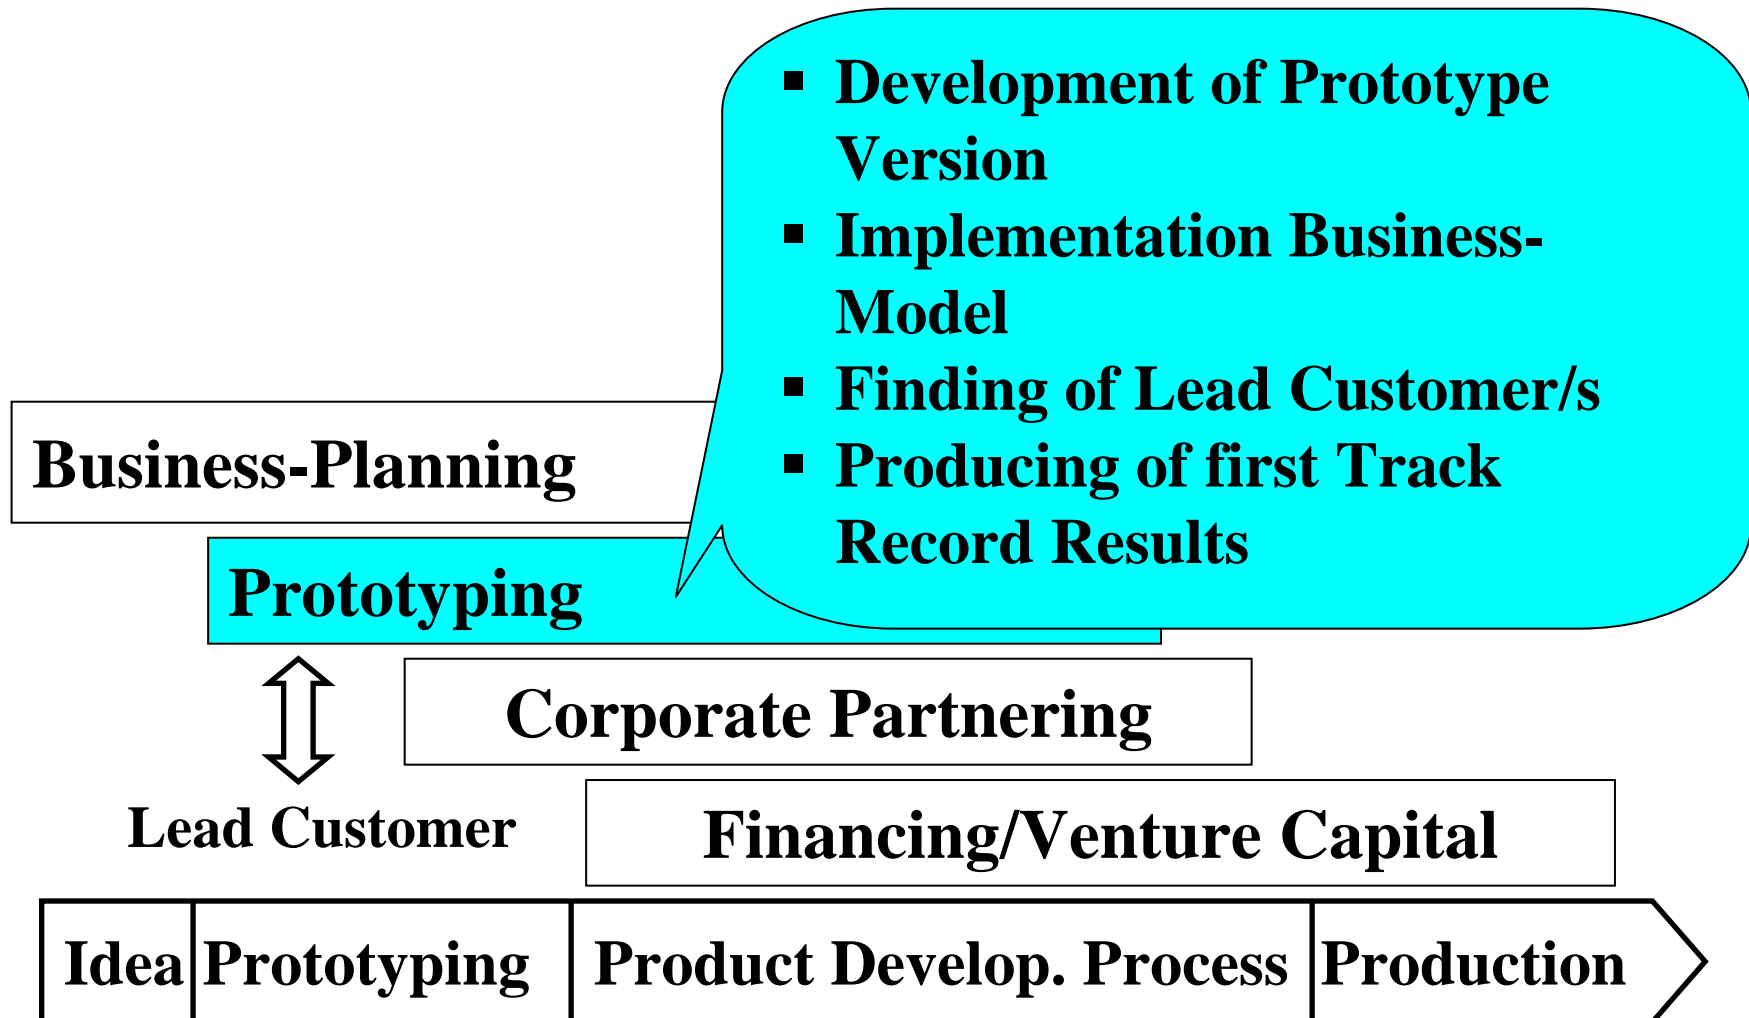 ▪ Development of Prototype
Version
▪ Implementation Business-
Model
▪ Finding of Lead Customer/s
▪ Producing of first Track
Record Results
Business-Planning
Prototyping
Corporate Partnering
Lead Customer
Financing/Venture Capital
Idea Prototyping Product Develop. Process Production